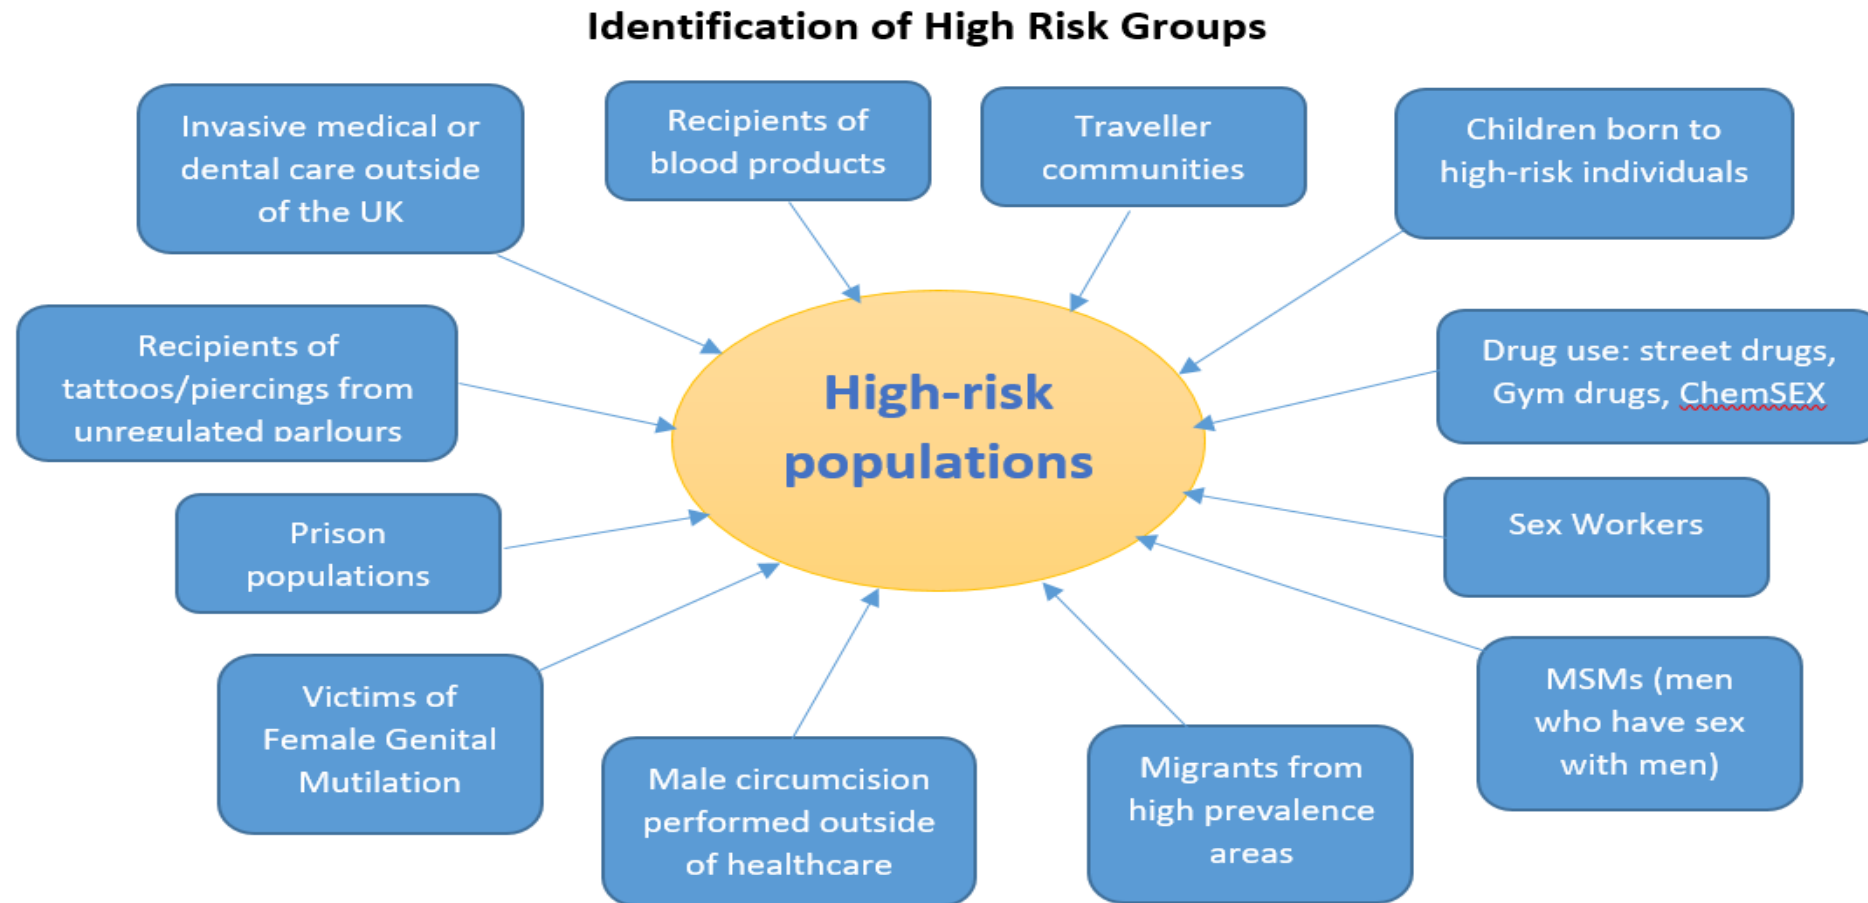 Identification of High Risk Groups
Invasive medical or
dental care outside
of the UK
Recipients of
blood products
Traveller
communities
Children born to
high-risk individuals
Recipients of
tattoos/piercings from
unregulated parlours
High-risk
populations
Drug use: street drugs,
Gym drugs, ChemSEX
Prison
populations
Sex Workers
Victims of
Female Genital
Mutilation
Male circumcision
performed outside
of healthcare
Migrants from
high prevalence
areas
MSMs (men
who have sex
with men)